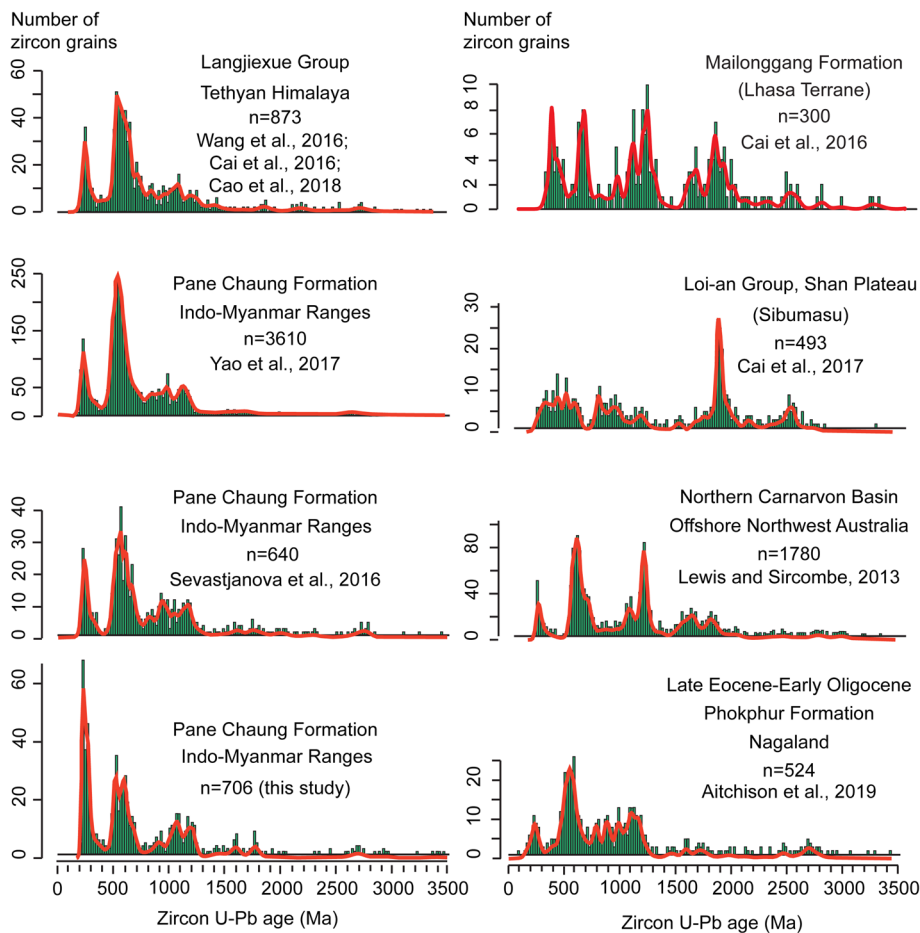 Number of
zircon grains
Langjiexue Group
Tethyan Himalaya
n=873
Wang et al., 2016;
Cai et al., 2016;
Cao et al., 2018
60
40
20
0
Pane Chaung Formation
Indo-Myanmar Ranges
n=3610
Yao et al., 2017
250
150
50
0
Pane Chaung Formation
Indo-Myanmar Ranges
n=640
Sevastjanova et al., 2016
40
30
20
10
0
Pane Chaung Formation
Indo-Myanmar Ranges
n=706 (this study)
60
40
20
0
0 500 1000 1500 2000 2500 3000 3500
Zircon U-Pb age (Ma)
Number of
zircon grains
Mailonggang Formation
(Lhasa Terrane)
n=300
Cai et al., 2016
10
8
6
4
2
0
Loi-an Group, Shan Plateau
(Sibumasu)
n=493
Cai et al., 2017
30
20
10
0
Northern Carnarvon Basin
Offshore Northwest Australia
n=1780
Lewis and Sircombe, 2013
80
40
0
Late Eocene-Early Oligocene
Phokphur Formation
Nagaland
n=524
Aitchison et al., 2019
20
10
0
0 500 1000 1500 2000 2500 3000 3500
Zircon U-Pb age (Ma)